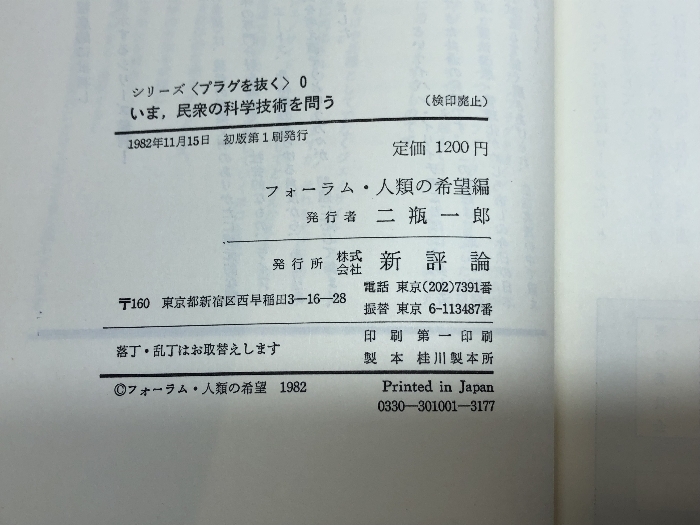 シリーズ〈プラグを抜く〉0
いま，民衆の科学技術を問う
（検印廃止）
1982年11月15日　初版第1刷発行
定価 1200円
フォーラム・人類の希望編
発行者　二瓶一郎
発行所　株式会社　新評論
〒160　東京都新宿区西早稲田3―16―28
電話　東京(202)7391番
振替　東京 6-113487番
落丁・乱丁はお取替えします
印刷　第一印刷
製本　桂川製本所
©フォーラム・人類の希望　1982
Printed in Japan
0330―301001―3177